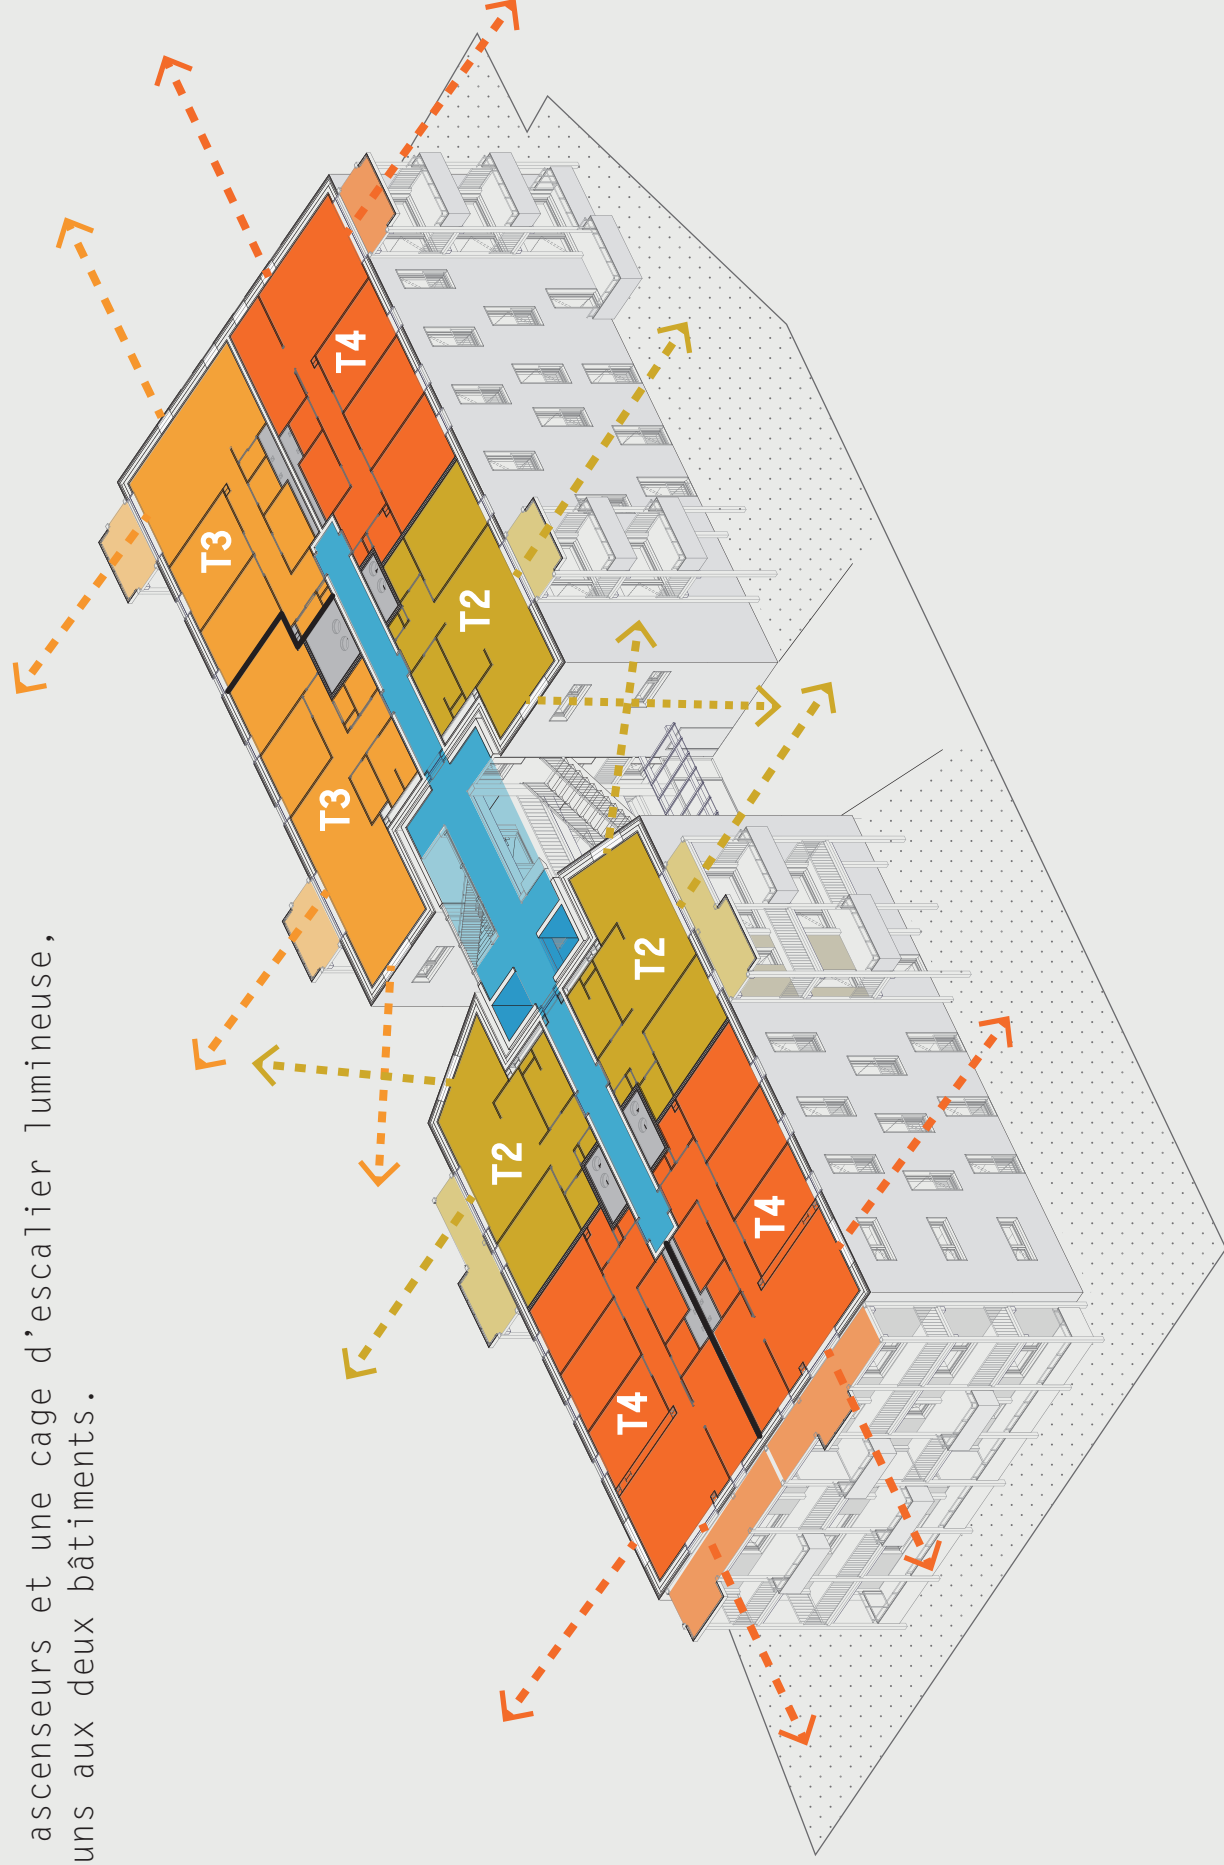 ascenseurs et une cage d'escalier lumineuse,
uns aux deux bâtiments.
T4
T3
T2
T3
T2
T2
T4
T4